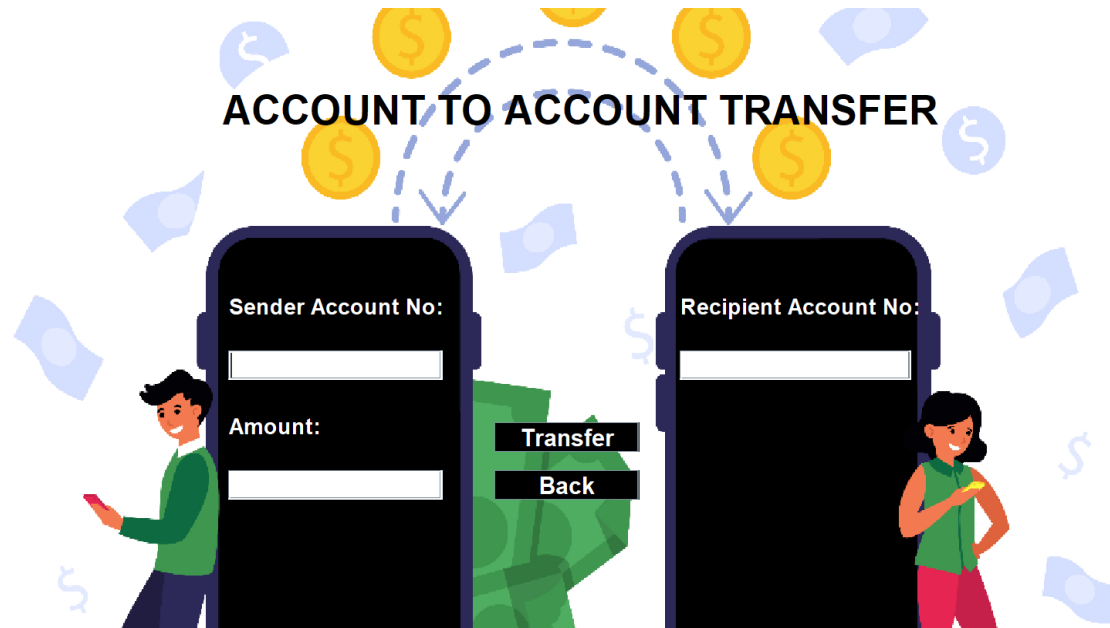 ACCOUNT TO ACCOUNT TRANSFER
Sender Account No:
Recipient Account No:
Amount:
Transfer
Back